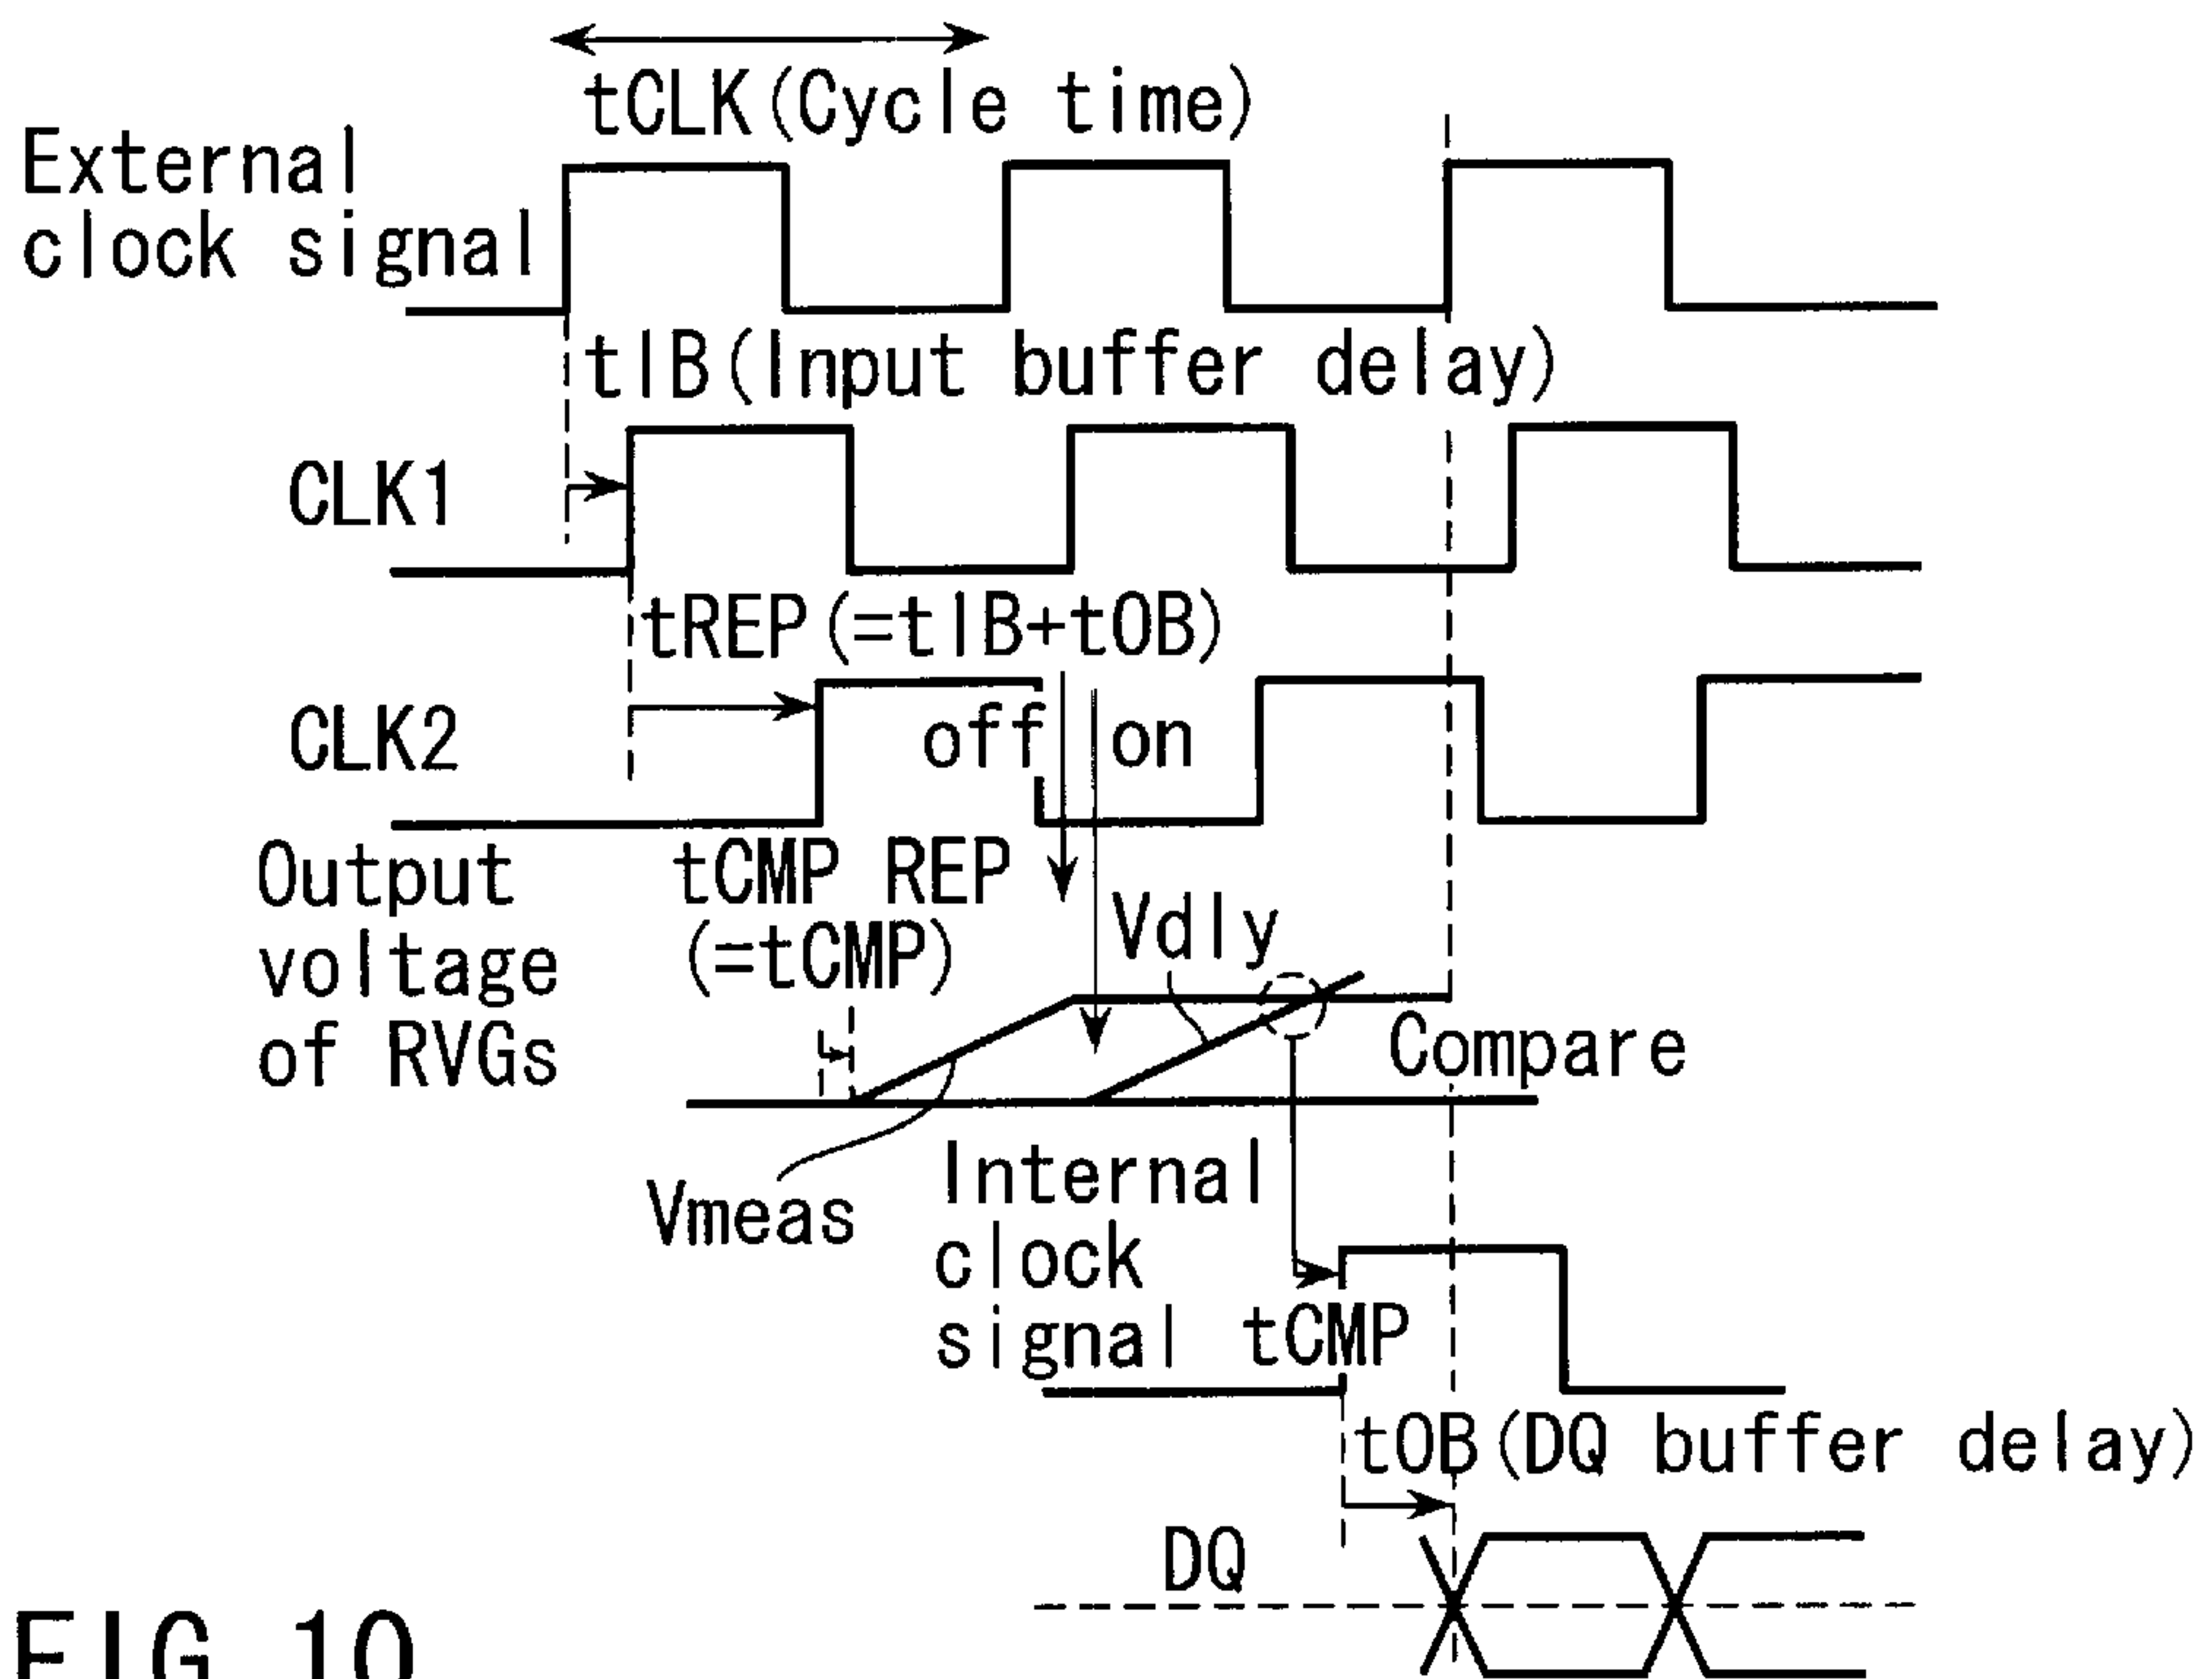 tCLK(Cycle time)
External
clock signal
tIB(Input buffer delay)
CLK1
tREP(=tIB+tOB)
CLK2
off
on
Output
voltage
of RVGs
tCMP REP
(=tCMP)
Vdly
Compare
Vmeas
Internal
clock
signal
tCMP
tOB(DQ buffer delay)
DQ
FIG.10